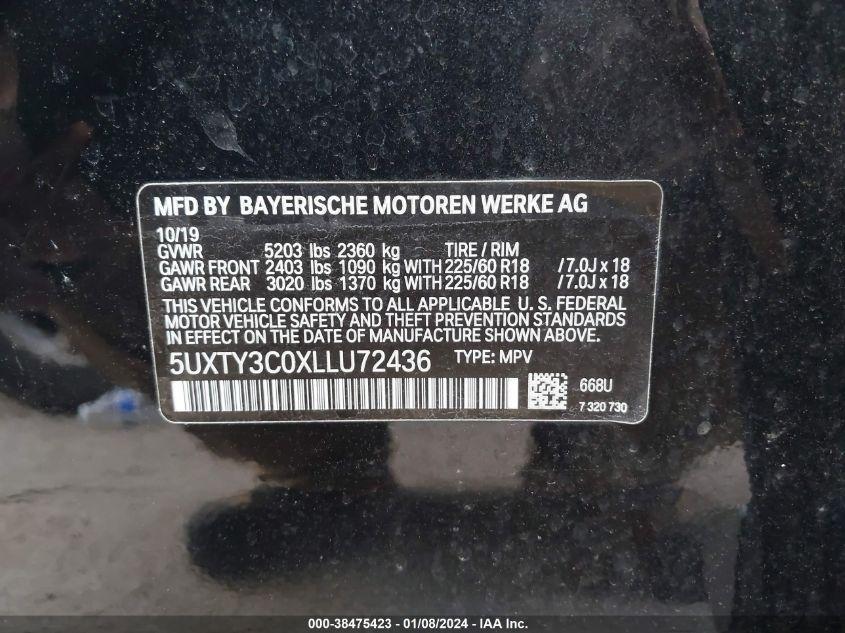 MFD BY BAYERISCHE MOTOREN WERKE AG
10/19
GVWR 5203 lbs 2360 kg TIRE / RIM
GAWR FRONT 2403 lbs 1090 kg WITH 225/60 R18 /7.0J x 18
GAWR REAR 3020 lbs 1370 kg WITH 225/60 R18 /7.0J x 18
THIS VEHICLE CONFORMS TO ALL APPLICABLE U. S. FEDERAL
MOTOR VEHICLE SAFETY AND THEFT PREVENTION STANDARDS
IN EFFECT ON THE DATE OF MANUFACTURE SHOWN ABOVE.
5UXTY3C0XLLU72436 TYPE: MPV
668U
7 320 730
000-38475423 - 01/08/2024 - IAAI.COM